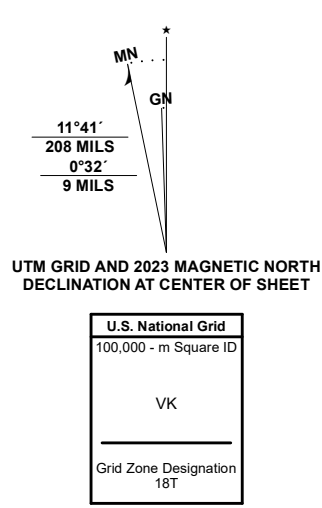 ★
MN
GN
11°41´
208 MILS
0°32´
9 MILS
UTM GRID AND 2023 MAGNETIC NORTH
DECLINATION AT CENTER OF SHEET
U.S. National Grid
100,000 - m Square ID
VK
Grid Zone Designation
18T